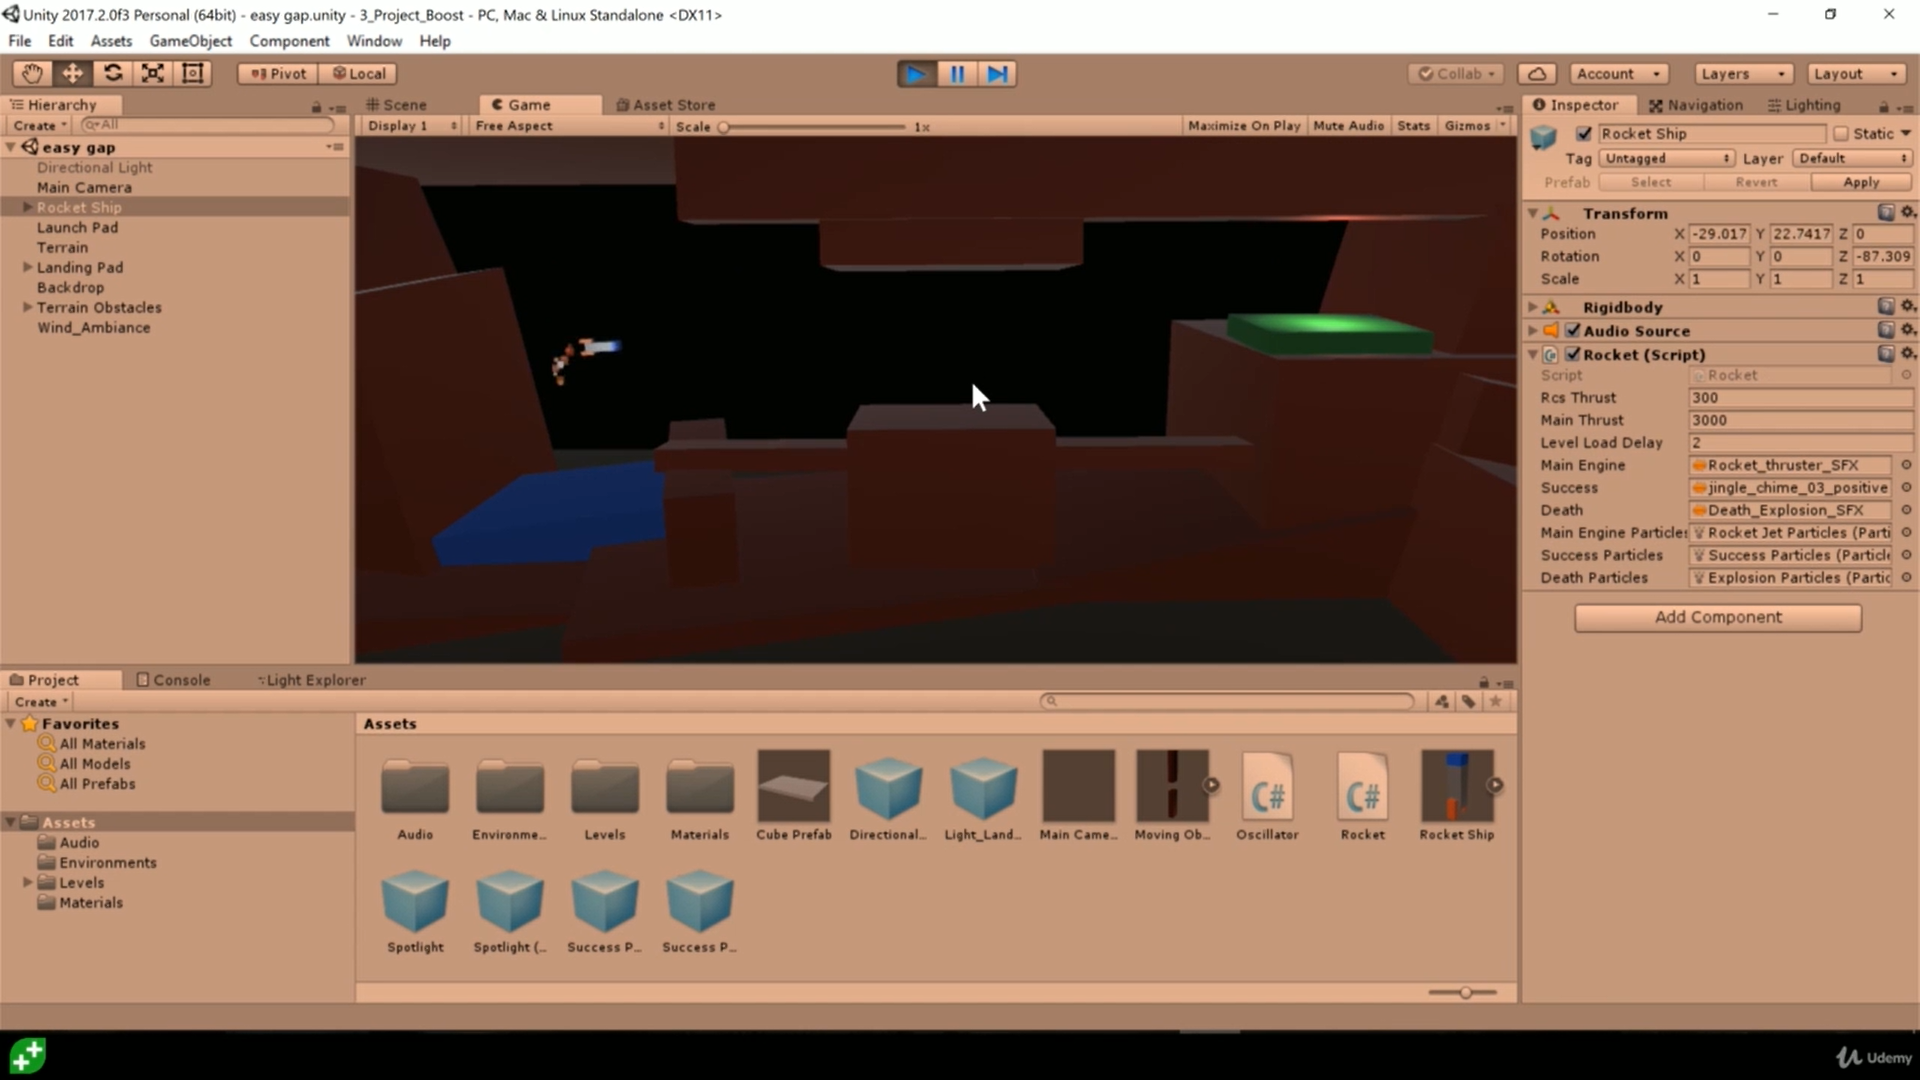 Unity 2017.2.0f3 Personal (64bit) - easy gap.unity - 3_Project_Boost - PC, Mac & Linux Standalone <DX11>
File Edit Assets GameObject Component Window Help
Pivot Local Collab Account Layers Layout
Hierarchy
Create All
easy gap
Directional Light
Main Camera
Rocket Ship
Launch Pad
Terrain
Landing Pad
Backdrop
Terrain Obstacles
Wind_Ambiance
Scene Game Asset Store
Display 1 Free Aspect Scale 1x Maximize On Play Mute Audio Stats Gizmos
Inspector Navigation Lighting
Rocket Ship Static
Tag Untagged Layer Default
Prefab Select Revert Apply
Transform
Position X -29.017 Y 22.7417 Z 0
Rotation X 0 Y 0 Z -87.309
Scale X 1 Y 1 Z 1
Rigidbody
Audio Source
Rocket (Script)
Script Rocket
Rcs Thrust 300
Main Thrust 3000
Level Load Delay 2
Main Engine Rocket_thruster_SFX
Success jingle_chime_03_positive
Death Death_Explosion_SFX
Main Engine Particles Rocket Jet Particles (Parti
Success Particles Success Particles (Particle
Death Particles Explosion Particles (Partic
Add Component
Project Console Light Explorer
Create
Favorites
All Materials
All Models
All Prefabs
Assets
Audio
Environments
Levels
Materials
Assets
Audio Environme... Levels Materials Cube Prefab Directional... Light_Land... Main Came... Moving Ob... Oscillator Rocket Rocket Ship
C# C#
Spotlight Spotlight (... Success P... Success P...
Udemy